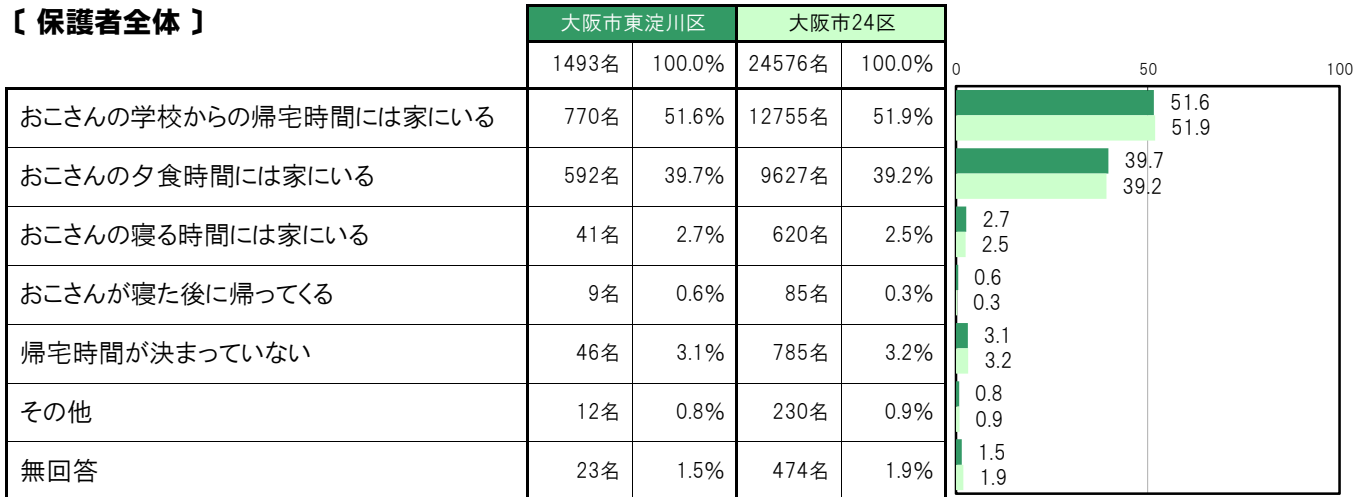 〔 保護者全体 〕
大阪市東淀川区 大阪市24区
1493名 100.0% 24576名 100.0%
0 50 100
おこさんの学校からの帰宅時間には家にいる 770名 51.6% 12755名 51.9%
51.6
51.9
おこさんの夕食時間には家にいる 592名 39.7% 9627名 39.2%
39.7
39.2
おこさんの寝る時間には家にいる 41名 2.7% 620名 2.5%
2.7
2.5
おこさんが寝た後に帰ってくる 9名 0.6% 85名 0.3%
0.6
0.3
帰宅時間が決まっていない 46名 3.1% 785名 3.2%
3.1
3.2
その他 12名 0.8% 230名 0.9%
0.8
0.9
無回答 23名 1.5% 474名 1.9%
1.5
1.9